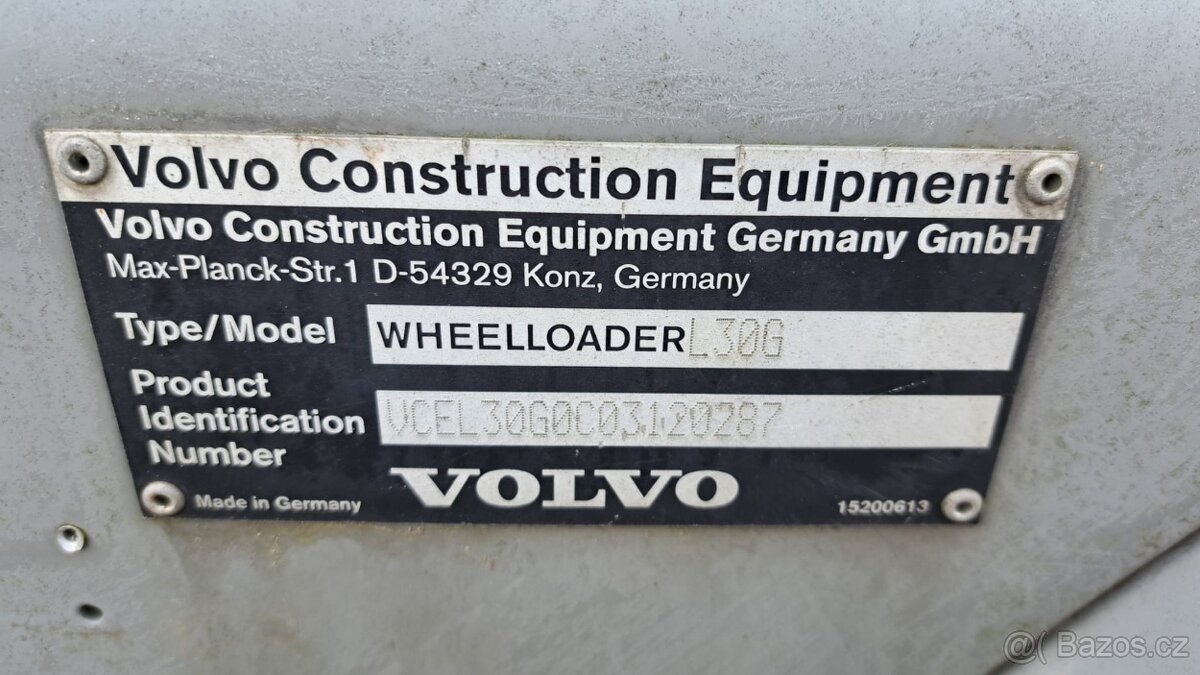 Volvo Construction Equipment
Volvo Construction Equipment Germany GmbH
Max-Planck-Str.1 D-54329 Konz, Germany
Type/Model WHEELLOADER L30G
Product
Identification
Number
VCEL30G0C03120287
VOLVO
Made in Germany
15200613
@( Bazos.cz